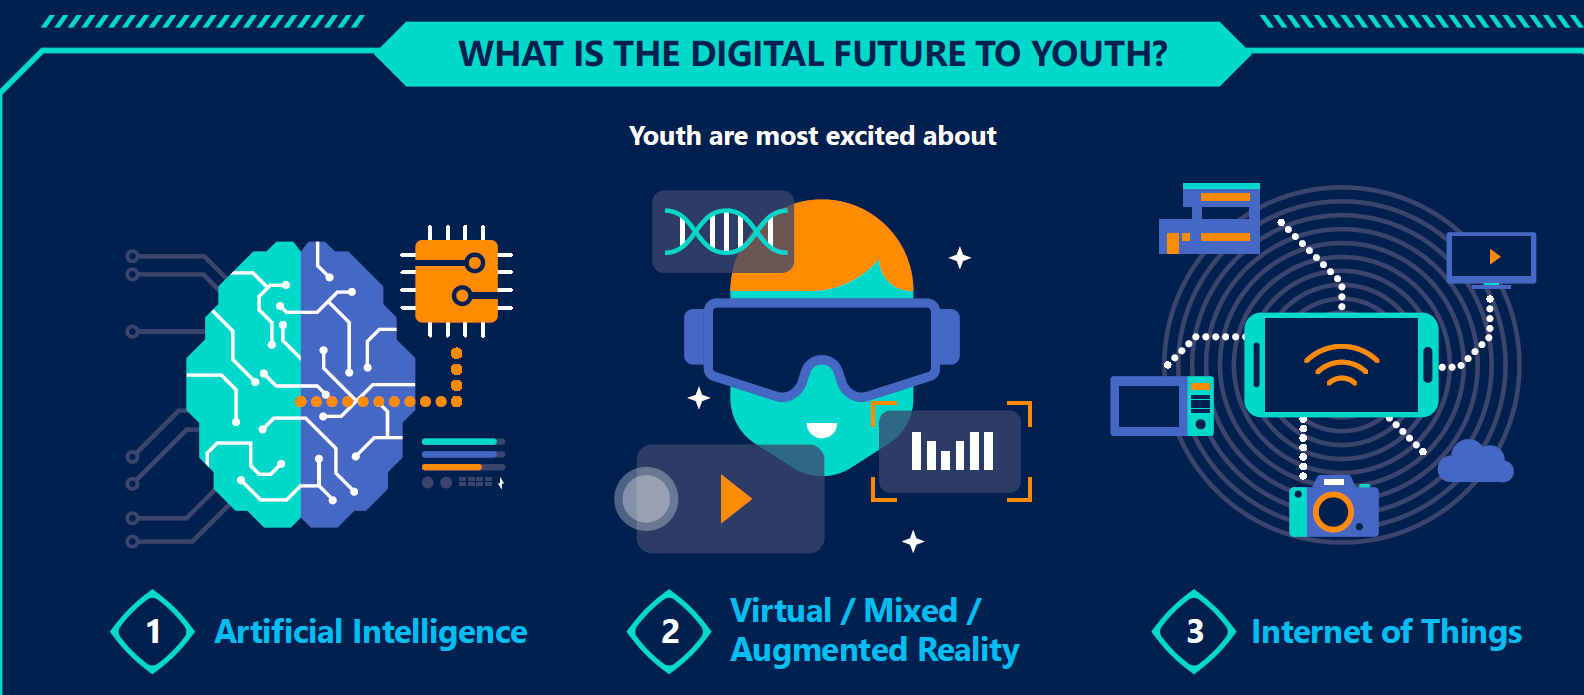 WHAT IS THE DIGITAL FUTURE TO YOUTH?
Youth are most excited about
1 Artificial Intelligence
2 Virtual / Mixed /
Augmented Reality
3 Internet of Things